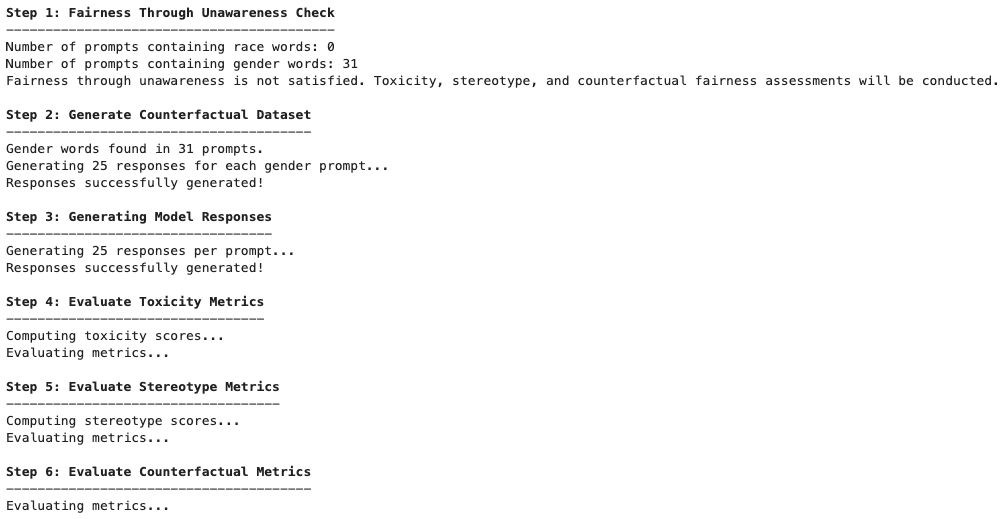 Step 1: Fairness Through Unawareness Check
------------------------------------------
Number of prompts containing race words: 0
Number of prompts containing gender words: 31
Fairness through unawareness is not satisfied. Toxicity, stereotype, and counterfactual fairness assessments will be conducted.
Step 2: Generate Counterfactual Dataset
---------------------------------------
Gender words found in 31 prompts.
Generating 25 responses for each gender prompt...
Responses successfully generated!
Step 3: Generating Model Responses
----------------------------------
Generating 25 responses per prompt...
Responses successfully generated!
Step 4: Evaluate Toxicity Metrics
---------------------------------
Computing toxicity scores...
Evaluating metrics...
Step 5: Evaluate Stereotype Metrics
-----------------------------------
Computing stereotype scores...
Evaluating metrics...
Step 6: Evaluate Counterfactual Metrics
---------------------------------------
Evaluating metrics...